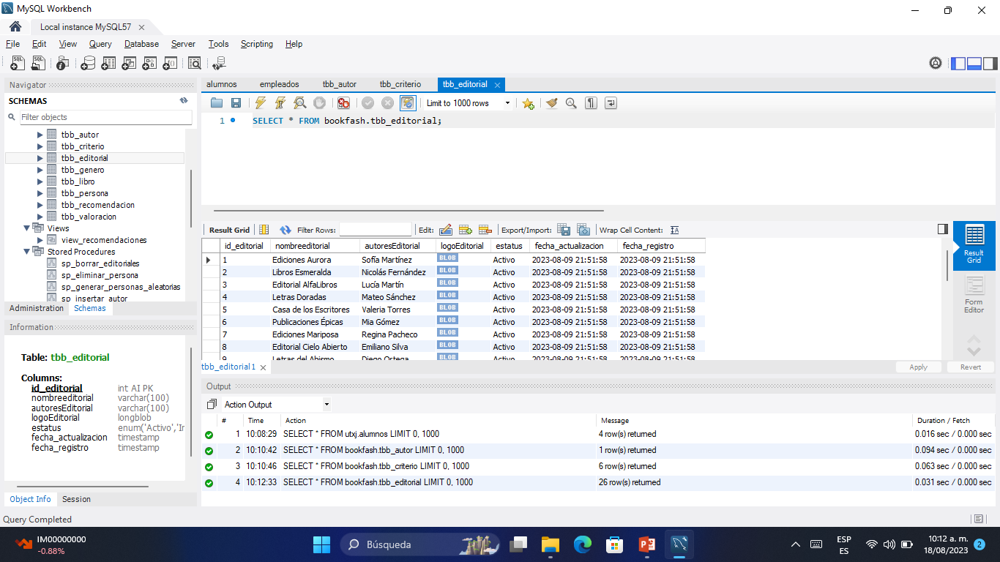 MySQL Workbench
Local instance MySQL57
File Edit View Query Database Server Tools Scripting Help
Navigator
SCHEMAS
Filter objects
tbb_autor
tbb_criterio
tbb_editorial
tbb_genero
tbb_libro
tbb_persona
tbb_recomendacion
tbb_valoracion
Views
view_recomendaciones
Stored Procedures
sp_borrar_editoriales
sp_eliminar_persona
sp_generar_personas_aleatorias
sp_insertar_autor
Administration Schemas
Information
Table: tbb_editorial
Columns:
id_editorial int AI PK
nombreeditorial varchar(100)
autoresEditorial varchar(100)
logoEditorial longblob
estatus enum('Activo','Ir
fecha_actualizacion timestamp
fecha_registro timestamp
Object Info Session
Query Completed
alumnos empleados tbb_autor tbb_criterio tbb_editorial
Limit to 1000 rows
1 SELECT * FROM bookfash.tbb_editorial;
Result Grid Filter Rows: Edit: Export/Import: Wrap Cell Content:
id_editorial nombreeditorial autoresEditorial logoEditorial estatus fecha_actualizacion fecha_registro
1 Ediciones Aurora Sofía Martínez BLOB Activo 2023-08-09 21:51:58 2023-08-09 21:51:58
2 Libros Esmeralda Nicolás Fernández BLOB Activo 2023-08-09 21:51:58 2023-08-09 21:51:58
3 Editorial AlfaLibros Lucía Martín BLOB Activo 2023-08-09 21:51:58 2023-08-09 21:51:58
4 Letras Doradas Mateo Sánchez BLOB Activo 2023-08-09 21:51:58 2023-08-09 21:51:58
5 Casa de los Escritores Valeria Torres BLOB Activo 2023-08-09 21:51:58 2023-08-09 21:51:58
6 Publicaciones Épicas Mia Gómez BLOB Activo 2023-08-09 21:51:58 2023-08-09 21:51:58
7 Ediciones Mariposa Regina Pacheco BLOB Activo 2023-08-09 21:51:58 2023-08-09 21:51:58
8 Editorial Cielo Abierto Emiliano Silva BLOB Activo 2023-08-09 21:51:58 2023-08-09 21:51:58
9 Letras del Abismo Diego Ortega BLOB Activo 2023-08-09 21:51:58 2023-08-09 21:51:58
Result
Grid
Form
Editor
tbb_editorial 1
Apply Revert
Output
Action Output
# Time Action Message Duration / Fetch
1 10:08:29 SELECT * FROM utxj.alumnos LIMIT 0, 1000 4 row(s) returned 0.016 sec / 0.000 sec
2 10:10:42 SELECT * FROM bookfash.tbb_autor LIMIT 0, 1000 1 row(s) returned 0.094 sec / 0.000 sec
3 10:10:46 SELECT * FROM bookfash.tbb_criterio LIMIT 0, 1000 6 row(s) returned 0.063 sec / 0.000 sec
4 10:12:33 SELECT * FROM bookfash.tbb_editorial LIMIT 0, 1000 26 row(s) returned 0.031 sec / 0.000 sec
IM00000000
-0.88%
Búsqueda
ESP
ES
10:12 a. m.
18/08/2023
2